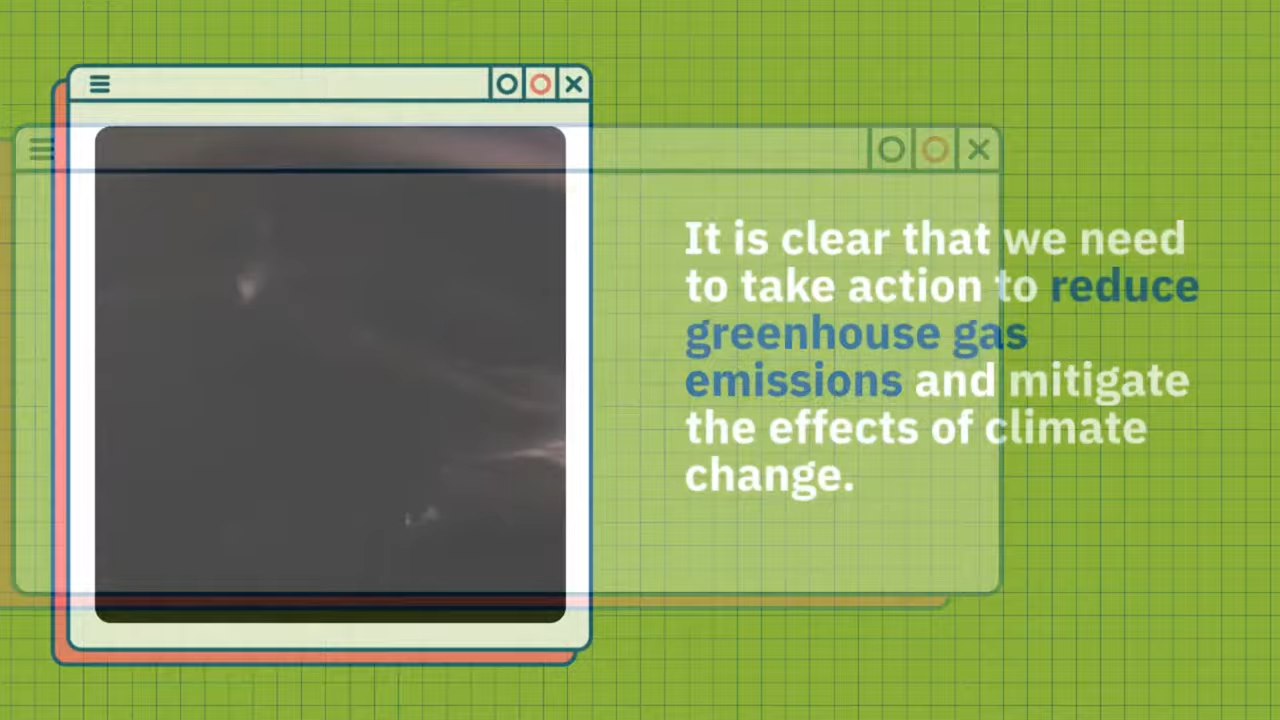 It is clear that we need
to take action to reduce
greenhouse gas
emissions and mitigate
the effects of climate
change.